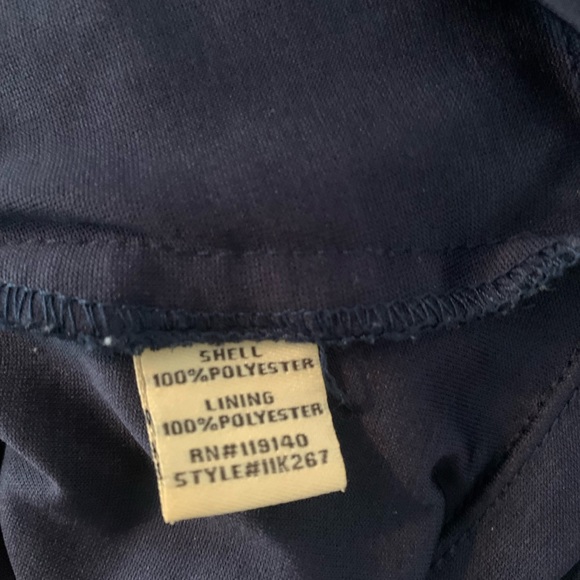 SHELL
100%POLYESTER
LINING
100%POLYESTER
RN#119140
STYLE#11K267